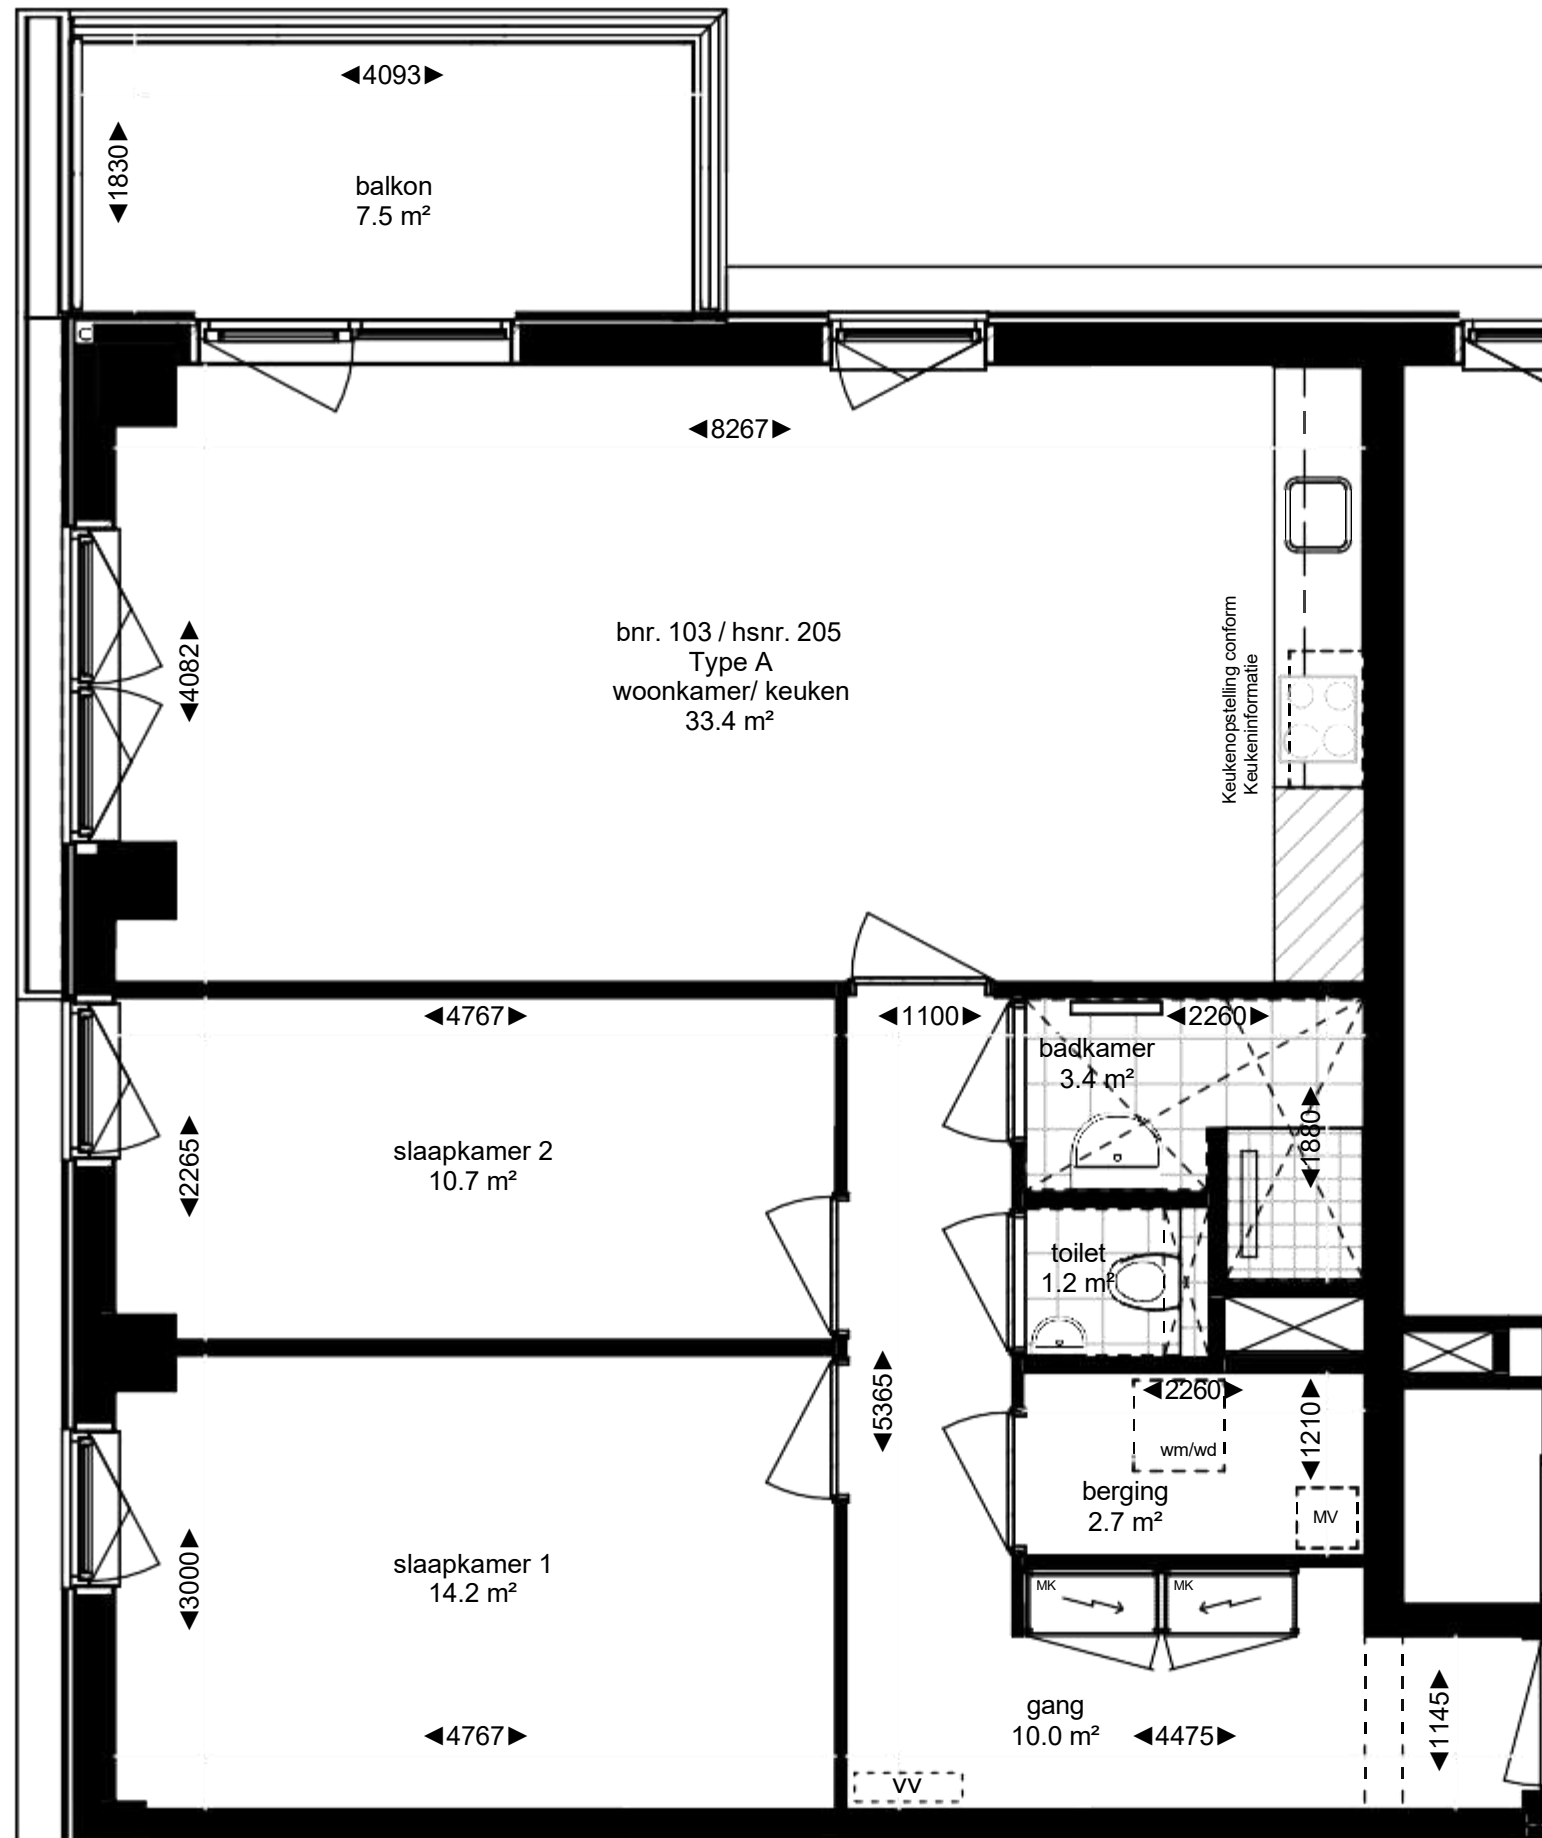 ◄4093►
◄1830►
balkon
7.5 m²
◄8267►
bnr. 103 / hsnr. 205
Type A
woonkamer/ keuken
33.4 m²
◄4082►
Keukenopstelling conform
Keukeninformatie
◄4767►
◄1100►
◄2260►
badkamer
3.4 m²
◄1880►
◄2265►
slaapkamer 2
10.7 m²
toilet
1.2 m²
◄5365►
◄2260►
◄1210►
wm/wd
berging
2.7 m²
MV
◄3000►
slaapkamer 1
14.2 m²
MK
MK
gang
10.0 m²
◄4475►
◄1145►
◄4767►
VV